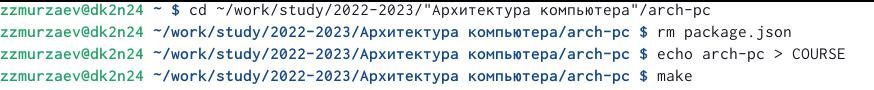 zzmurzaev@dk2n24 ~ $ cd ~/work/study/2022-2023/"Архитектура компьютера"/arch-pc
zzmurzaev@dk2n24 ~/work/study/2022-2023/Архитектура компьютера/arch-pc $ rm package.json
zzmurzaev@dk2n24 ~/work/study/2022-2023/Архитектура компьютера/arch-pc $ echo arch-pc > COURSE
zzmurzaev@dk2n24 ~/work/study/2022-2023/Архитектура компьютера/arch-pc $ make